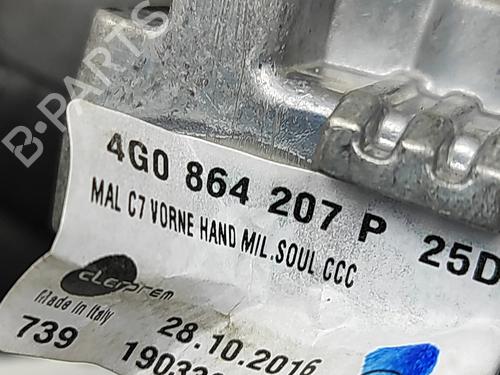 B-PARTS
4G0 864 207 P 25D
MAL C7 VORNE HAND MIL.SOUL CCC
clerprem
Made in Italy
28.10.2016
739